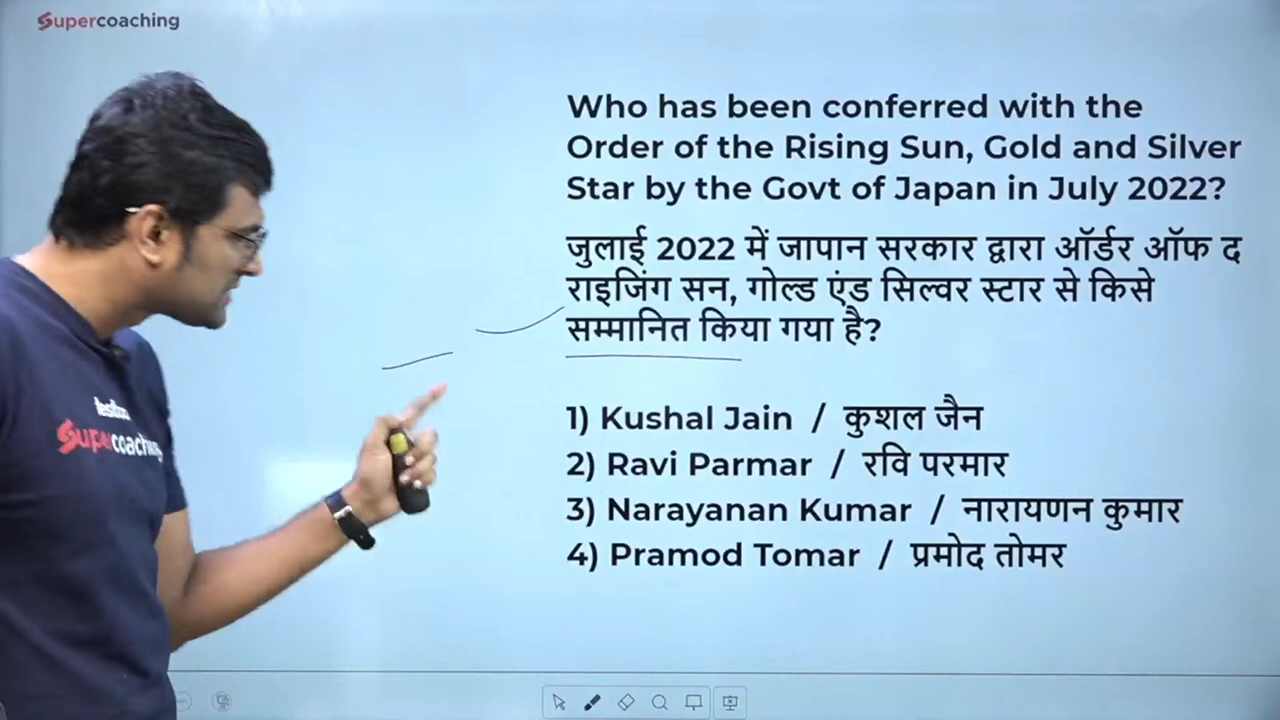 Supercoaching
Who has been conferred with the
Order of the Rising Sun, Gold and Silver
Star by the Govt of Japan in July 2022?
जुलाई 2022 में जापान सरकार द्वारा ऑर्डर ऑफ द
राइजिंग सन, गोल्ड एंड सिल्वर स्टार से किसे
सम्मानित किया गया है?
1) Kushal Jain / कुशल जैन
2) Ravi Parmar / रवि परमार
3) Narayanan Kumar / नारायणन कुमार
4) Pramod Tomar / प्रमोद तोमर
Supercoaching